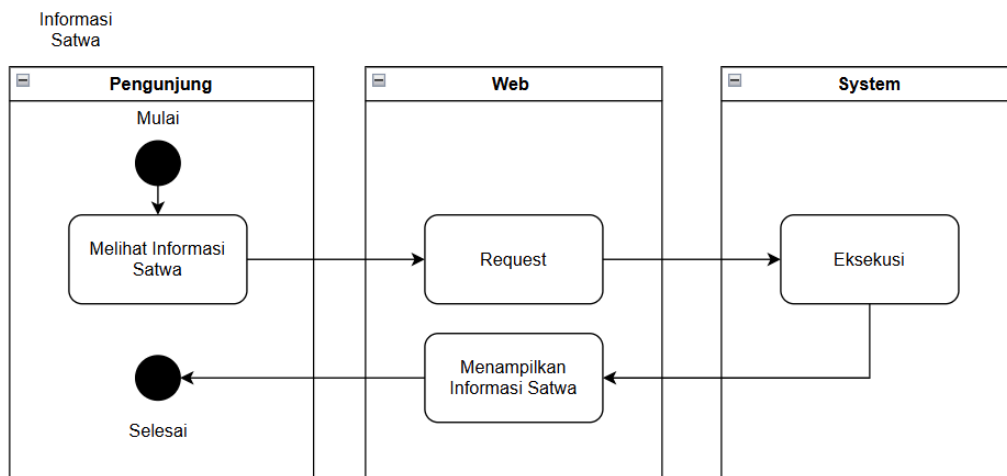 Informasi
Satwa
Pengunjung
Web
System
Mulai
Melihat Informasi
Satwa
Request
Eksekusi
Menampilkan
Informasi Satwa
Selesai